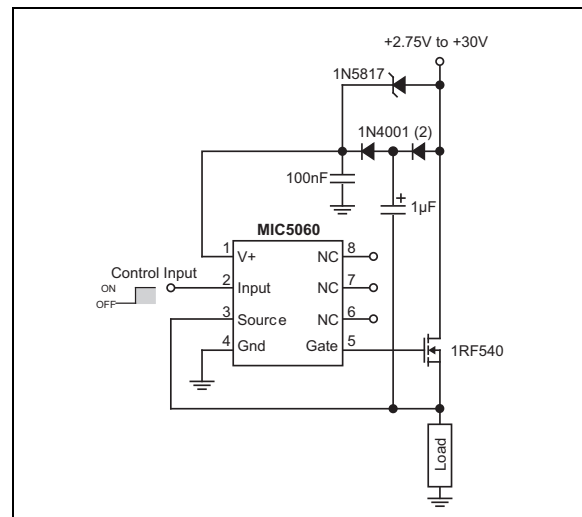 +2.75V to +30V
1N5817
1N4001 (2)
100nF
+
1µF
MIC5060
1 V+ NC 8
Control Input
ON
OFF
2 Input NC 7
3 Source NC 6
4 Gnd Gate 5
1RF540
Load